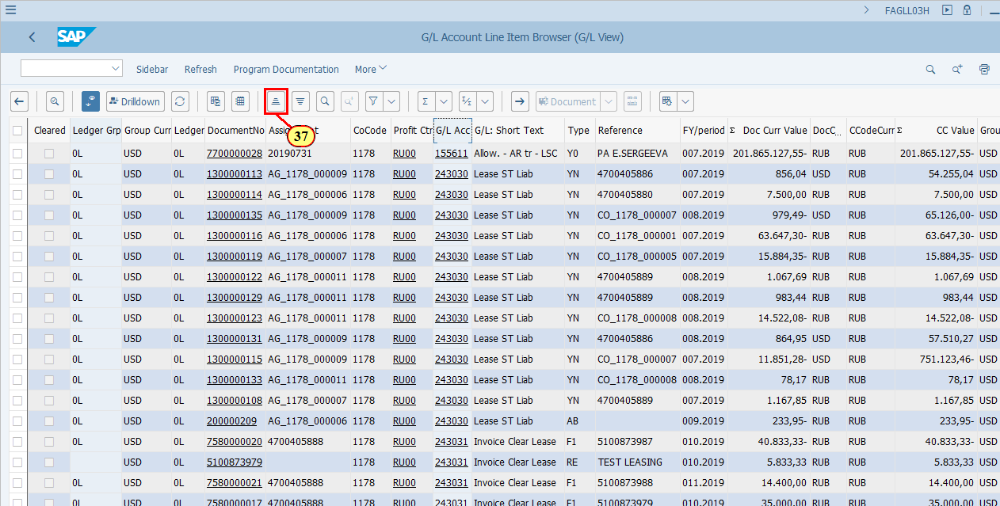 FAGLL03H
SAP
G/L Account Line Item Browser (G/L View)
Sidebar Refresh Program Documentation More
Drilldown Σ Document
37
Cleared Ledger Grp Group Curr Ledger DocumentNo CoCode Profit Ctr G/L Acc G/L: Short Text Type Reference FY/period Σ Doc Curr Value DocC... CCodeCurr Σ CC Value Grou
0L USD 0L 7700000028 20190731 1178 RU00 155611 Allow. - AR tr - LSC Y0 PA E.SERGEEVA 007.2019 201.865.127,55- RUB RUB 201.865.127,55- USD
0L USD 0L 1300000113 AG_1178_000009 1178 RU00 243030 Lease ST Liab YN 4700405886 007.2019 856,04 USD RUB 54.255,04 USD
0L USD 0L 1300000114 AG_1178_000006 1178 RU00 243030 Lease ST Liab YN 4700405880 007.2019 7.500,00 RUB RUB 7.500,00 USD
0L USD 0L 1300000135 AG_1178_000009 1178 RU00 243030 Lease ST Liab YN CO_1178_000007 008.2019 979,49- USD RUB 65.126,00- USD
0L USD 0L 1300000116 AG_1178_000006 1178 RU00 243030 Lease ST Liab YN CO_1178_000001 007.2019 63.647,30- RUB RUB 63.647,30- USD
0L USD 0L 1300000119 AG_1178_000007 1178 RU00 243030 Lease ST Liab YN CO_1178_000005 007.2019 15.884,35- RUB RUB 15.884,35- USD
0L USD 0L 1300000122 AG_1178_000011 1178 RU00 243030 Lease ST Liab YN 4700405889 008.2019 1.067,69 RUB RUB 1.067,69 USD
0L USD 0L 1300000129 AG_1178_000011 1178 RU00 243030 Lease ST Liab YN 4700405889 008.2019 983,44 RUB RUB 983,44 USD
0L USD 0L 1300000123 AG_1178_000011 1178 RU00 243030 Lease ST Liab YN CO_1178_000008 008.2019 14.522,08- RUB RUB 14.522,08- USD
0L USD 0L 1300000131 AG_1178_000009 1178 RU00 243030 Lease ST Liab YN 4700405886 008.2019 864,95 USD RUB 57.510,27 USD
0L USD 0L 1300000115 AG_1178_000009 1178 RU00 243030 Lease ST Liab YN CO_1178_000007 007.2019 11.851,28- USD RUB 751.123,46- USD
0L USD 0L 1300000133 AG_1178_000011 1178 RU00 243030 Lease ST Liab YN CO_1178_000008 008.2019 78,17 RUB RUB 78,17 USD
0L USD 0L 1300000108 AG_1178_000007 1178 RU00 243030 Lease ST Liab YN 4700405889 007.2019 1.167,85 RUB RUB 1.167,85 USD
0L USD 0L 200000209 AG_1178_000006 1178 RU00 243030 Lease ST Liab AB 009.2019 233,95- RUB RUB 233,95- USD
0L USD 0L 7580000020 4700405888 1178 RU00 243031 Invoice Clear Lease F1 5100873987 010.2019 40.833,33- RUB RUB 40.833,33- USD
USD 0L 5100873979 1178 RU00 243031 Invoice Clear Lease RE TEST LEASING 010.2019 5.833,33 RUB RUB 5.833,33 USD
0L USD 0L 7580000021 4700405888 1178 RU00 243031 Invoice Clear Lease F1 5100873988 011.2019 14.400,00 RUB RUB 14.400,00 USD
0L USD 0L 7580000017 4700405888 1178 RU00 243031 Invoice Clear Lease F1 5100873984 010.2019 35.000,00 RUB RUB 35.000,00 USD